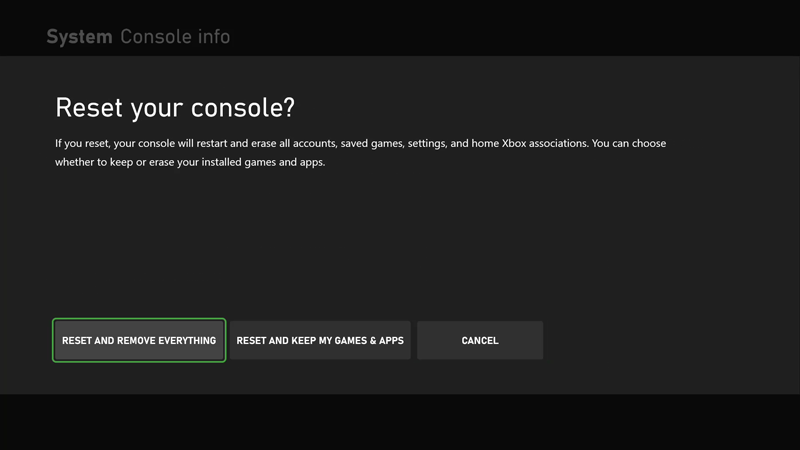 System Console info
Reset your console?
If you reset, your console will restart and erase all accounts, saved games, settings, and home Xbox associations. You can choose
whether to keep or erase your installed games and apps.
RESET AND REMOVE EVERYTHING
RESET AND KEEP MY GAMES & APPS
CANCEL